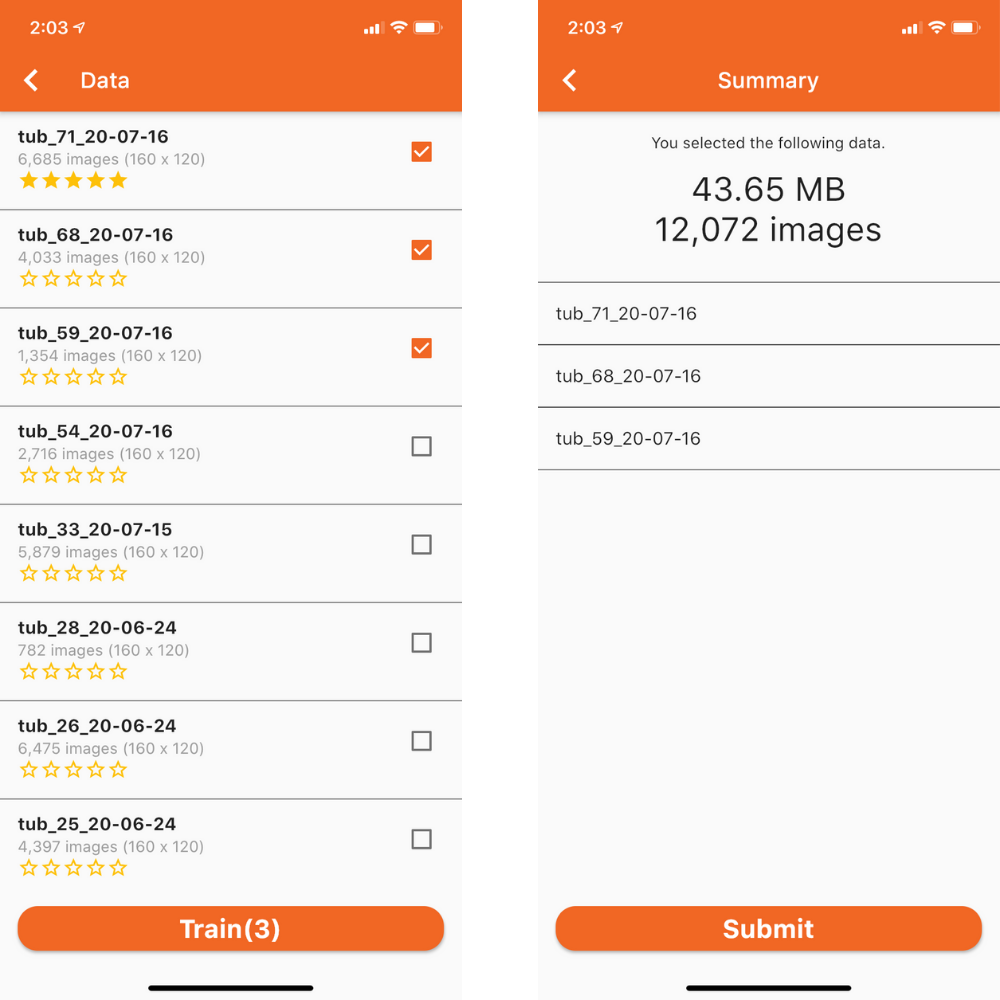 2:03
Data
tub_71_20-07-16
6,685 images (160 x 120)
tub_68_20-07-16
4,033 images (160 x 120)
tub_59_20-07-16
1,354 images (160 x 120)
tub_54_20-07-16
2,716 images (160 x 120)
tub_33_20-07-15
5,879 images (160 x 120)
tub_28_20-06-24
782 images (160 x 120)
tub_26_20-06-24
6,475 images (160 x 120)
tub_25_20-06-24
4,397 images (160 x 120)
Train(3)
2:03
Summary
You selected the following data.
43.65 MB
12,072 images
tub_71_20-07-16
tub_68_20-07-16
tub_59_20-07-16
Submit